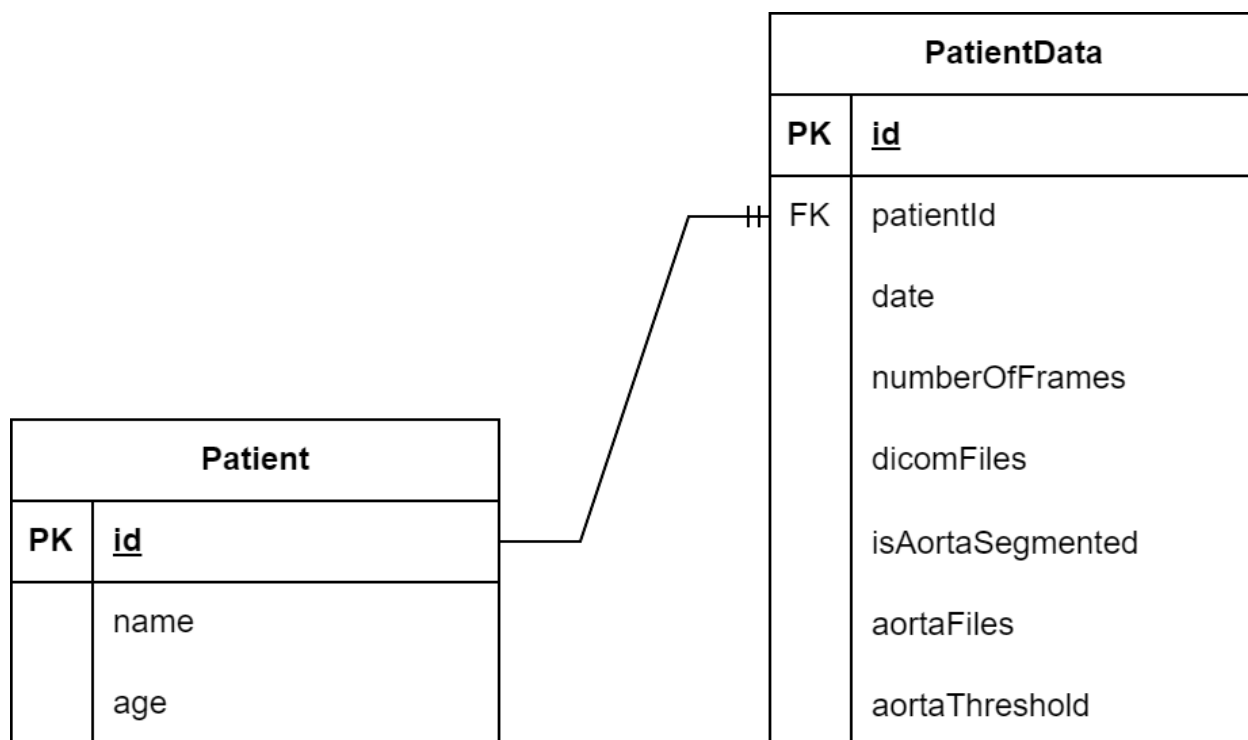 PatientData
PK id
FK patientId
date
numberOfFrames
dicomFiles
isAortaSegmented
aortaFiles
aortaThreshold
Patient
PK id
name
age